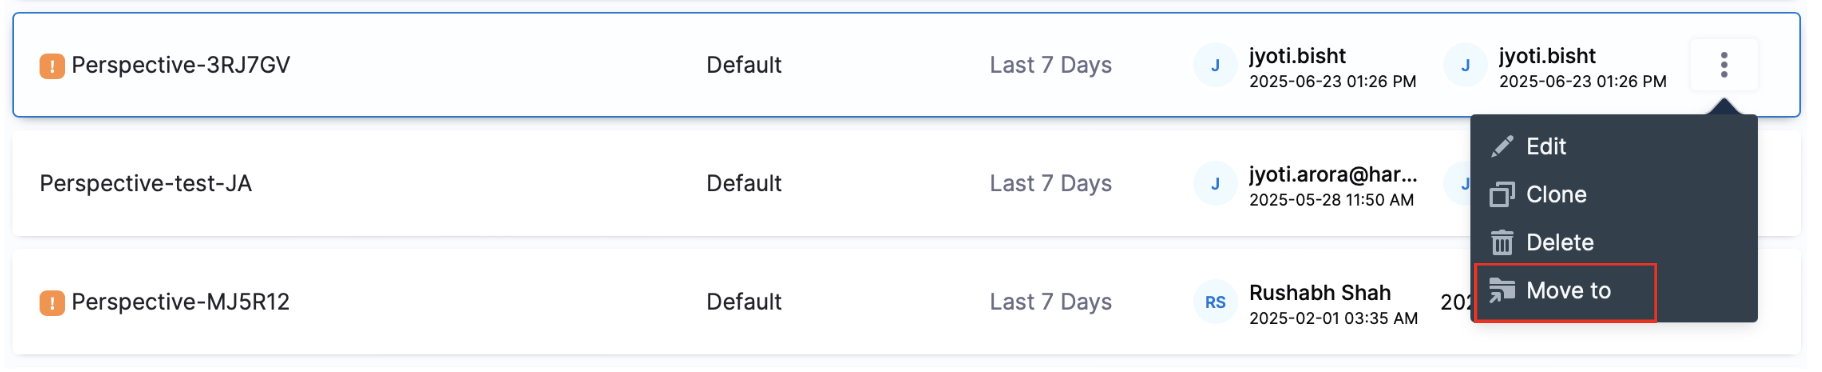 ! Perspective-3RJ7GV Default Last 7 Days J jyoti.bisht J jyoti.bisht
2025-06-23 01:26 PM 2025-06-23 01:26 PM
Edit
Perspective-test-JA Default Last 7 Days J jyoti.arora@har... J
2025-05-28 11:50 AM
Clone
Delete
Move to
! Perspective-MJ5R12 Default Last 7 Days RS Rushabh Shah
2025-02-01 03:35 AM